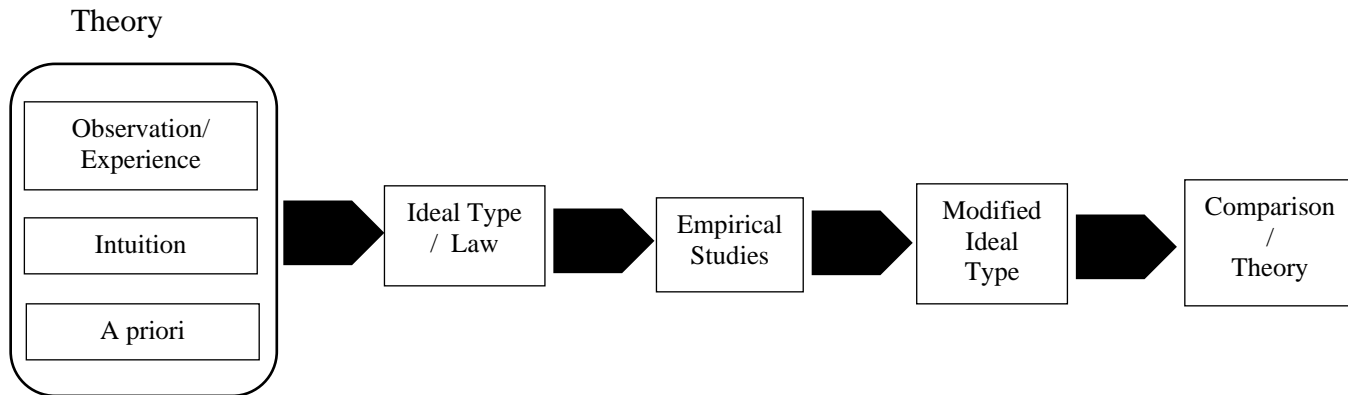 Theory
Observation/
Experience
Intuition
A priori
Ideal Type
/ Law
Empirical
Studies
Modified
Ideal
Type
Comparison
/
Theory